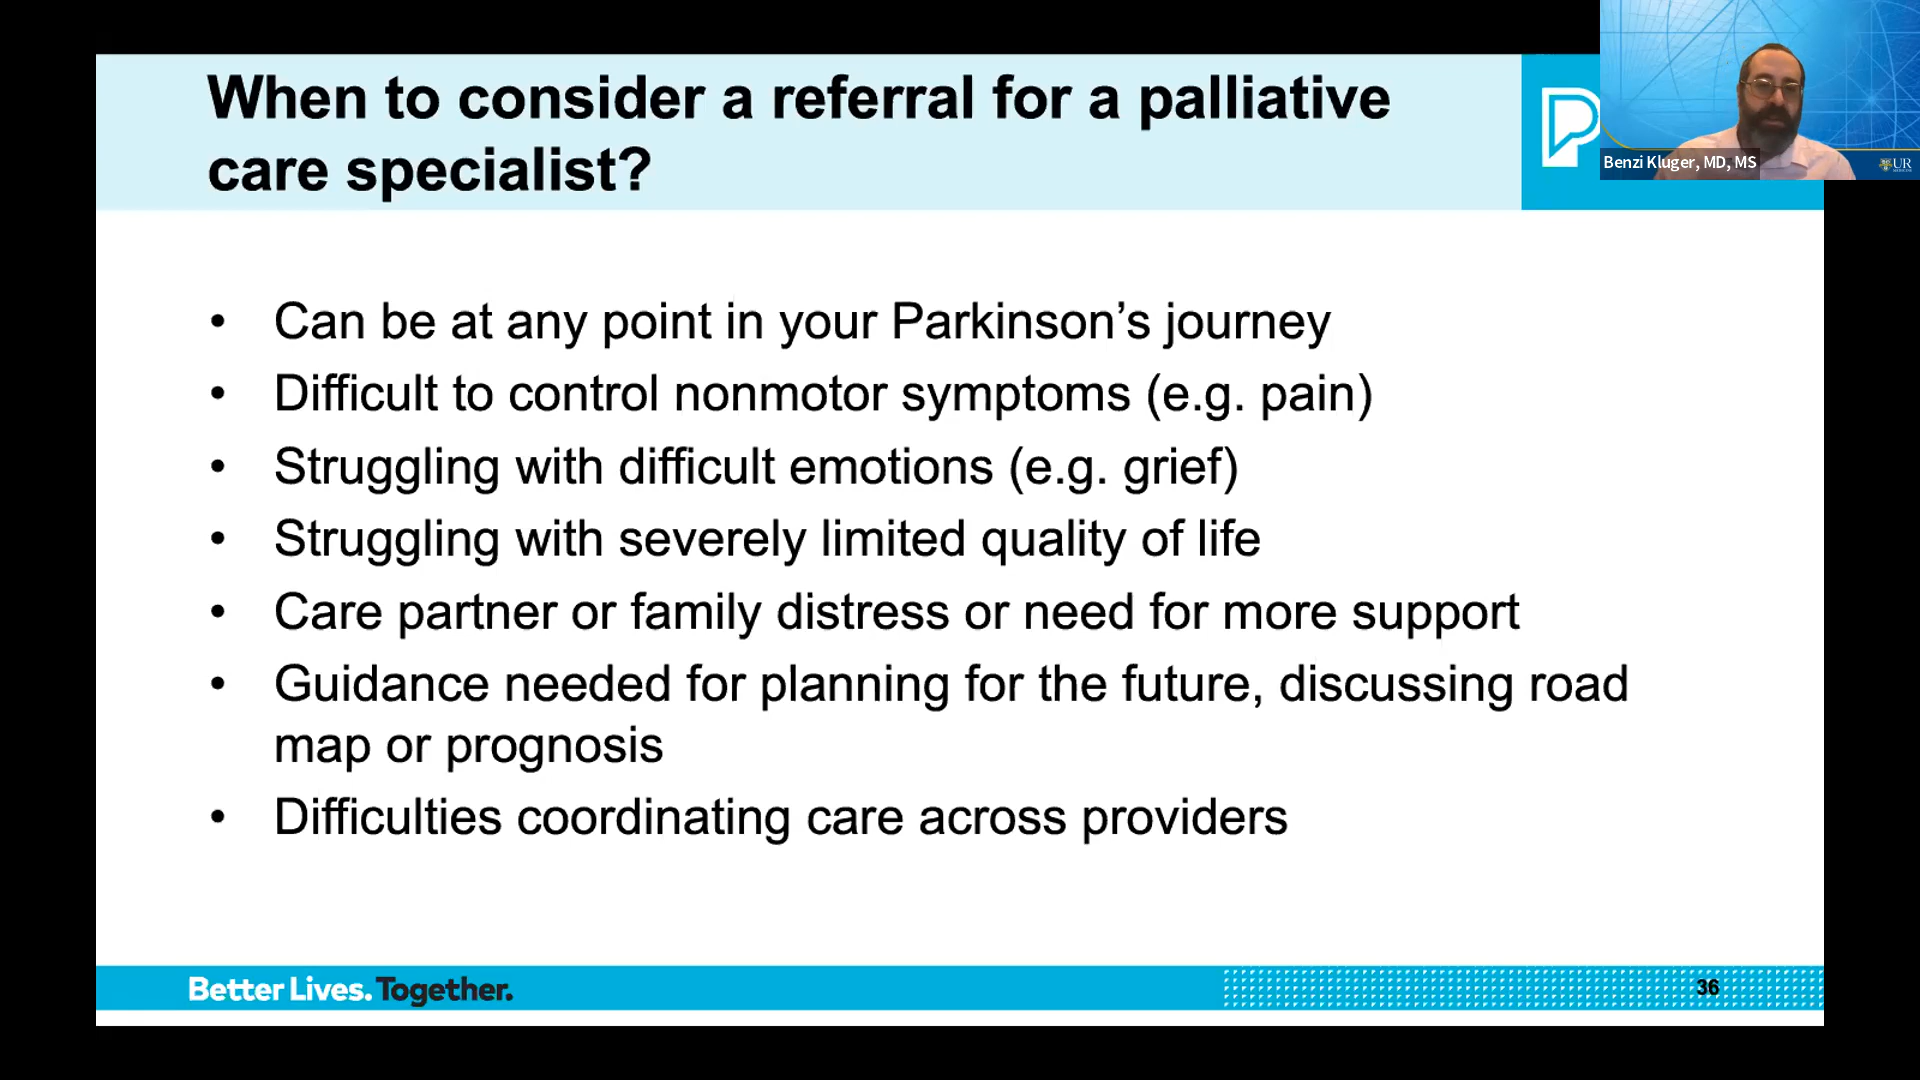 When to consider a referral for a palliative
care specialist?
Benzi Kluger, MD, MS
UR
• Can be at any point in your Parkinson’s journey
• Difficult to control nonmotor symptoms (e.g. pain)
• Struggling with difficult emotions (e.g. grief)
• Struggling with severely limited quality of life
• Care partner or family distress or need for more support
• Guidance needed for planning for the future, discussing road
map or prognosis
• Difficulties coordinating care across providers
Better Lives. Together.
36